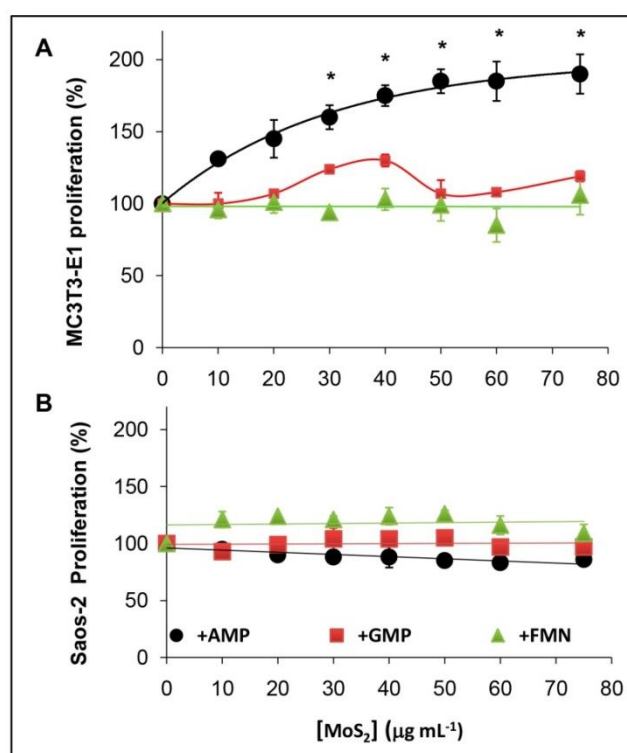 A
* * * * *
200
150
100
50
0
MC3T3-E1 proliferation (%)
0 10 20 30 40 50 60 70 80
B
200
150
100
50
0
Saos-2 Proliferation (%)
+AMP +GMP +FMN
0 10 20 30 40 50 60 70 80
[MoS₂] (µg mL⁻¹)